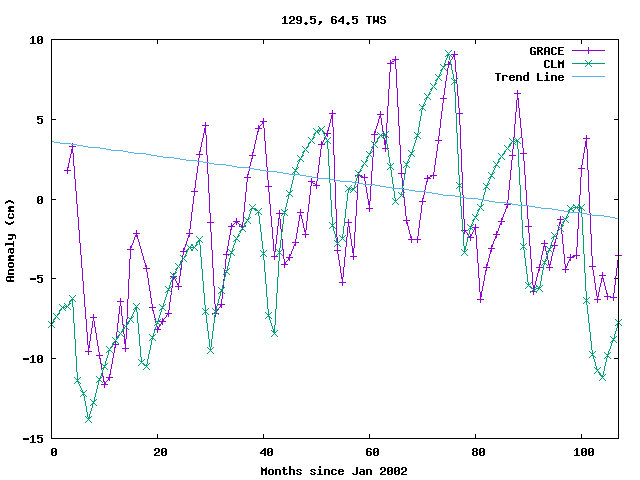 129.5, 64.5 TWS
GRACE
CLM
Trend Line
10
5
0
-5
-10
-15
Anomaly (cm)
0 20 40 60 80 100
Months since Jan 2002